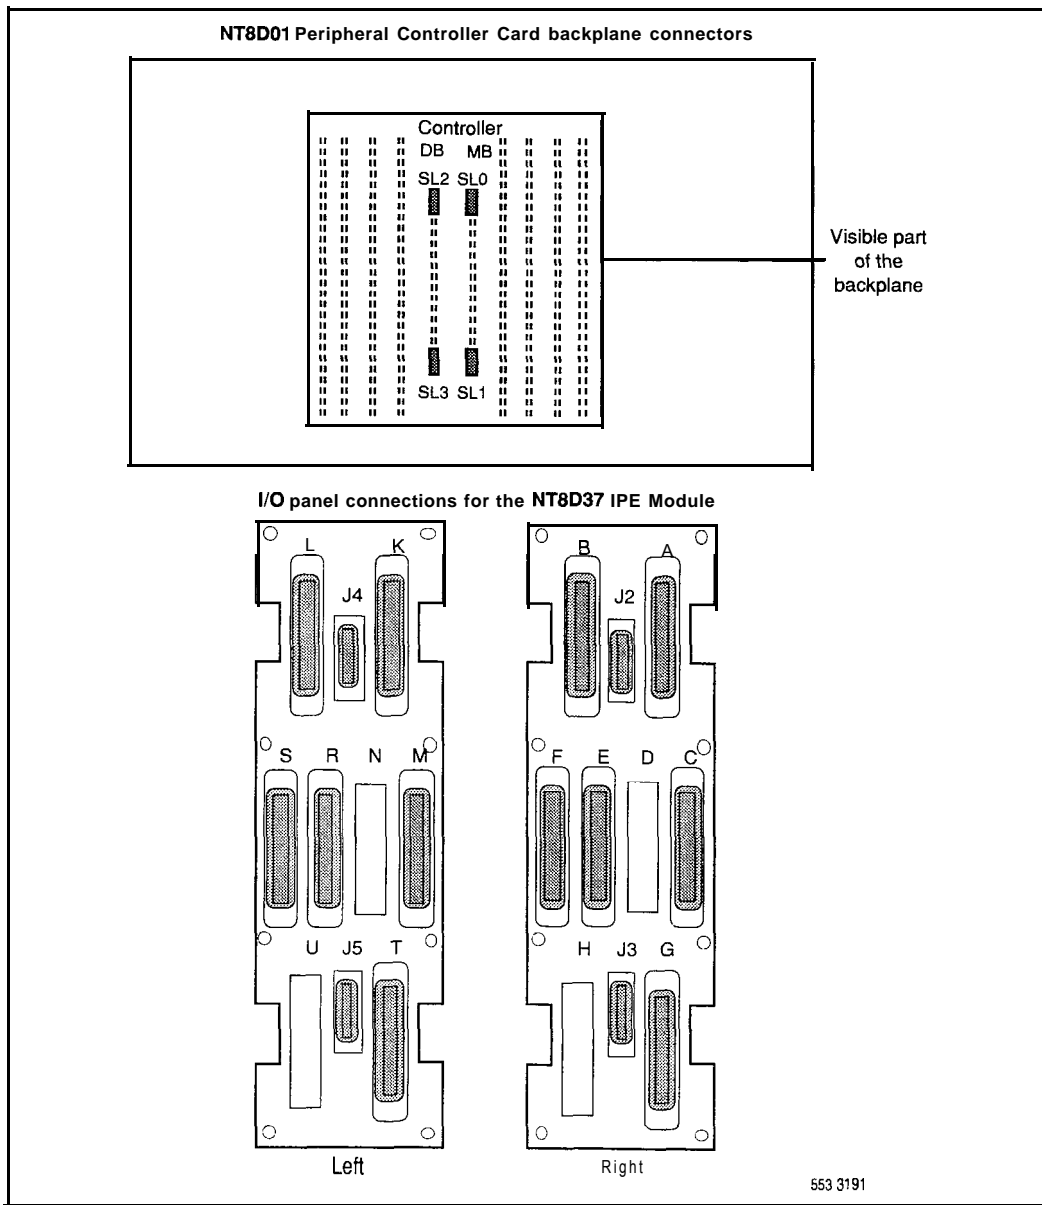 NT8D01 Peripheral Controller Card backplane connectors
Controller
DB MB
SL2 SL0
SL3 SL1
Visible part
of the
backplane
I/O panel connections for the NT8D37 IPE Module
L K
J4
B A
J2
S R N M
F E D C
U J5 T
H J3 G
Left
Right
553 3191